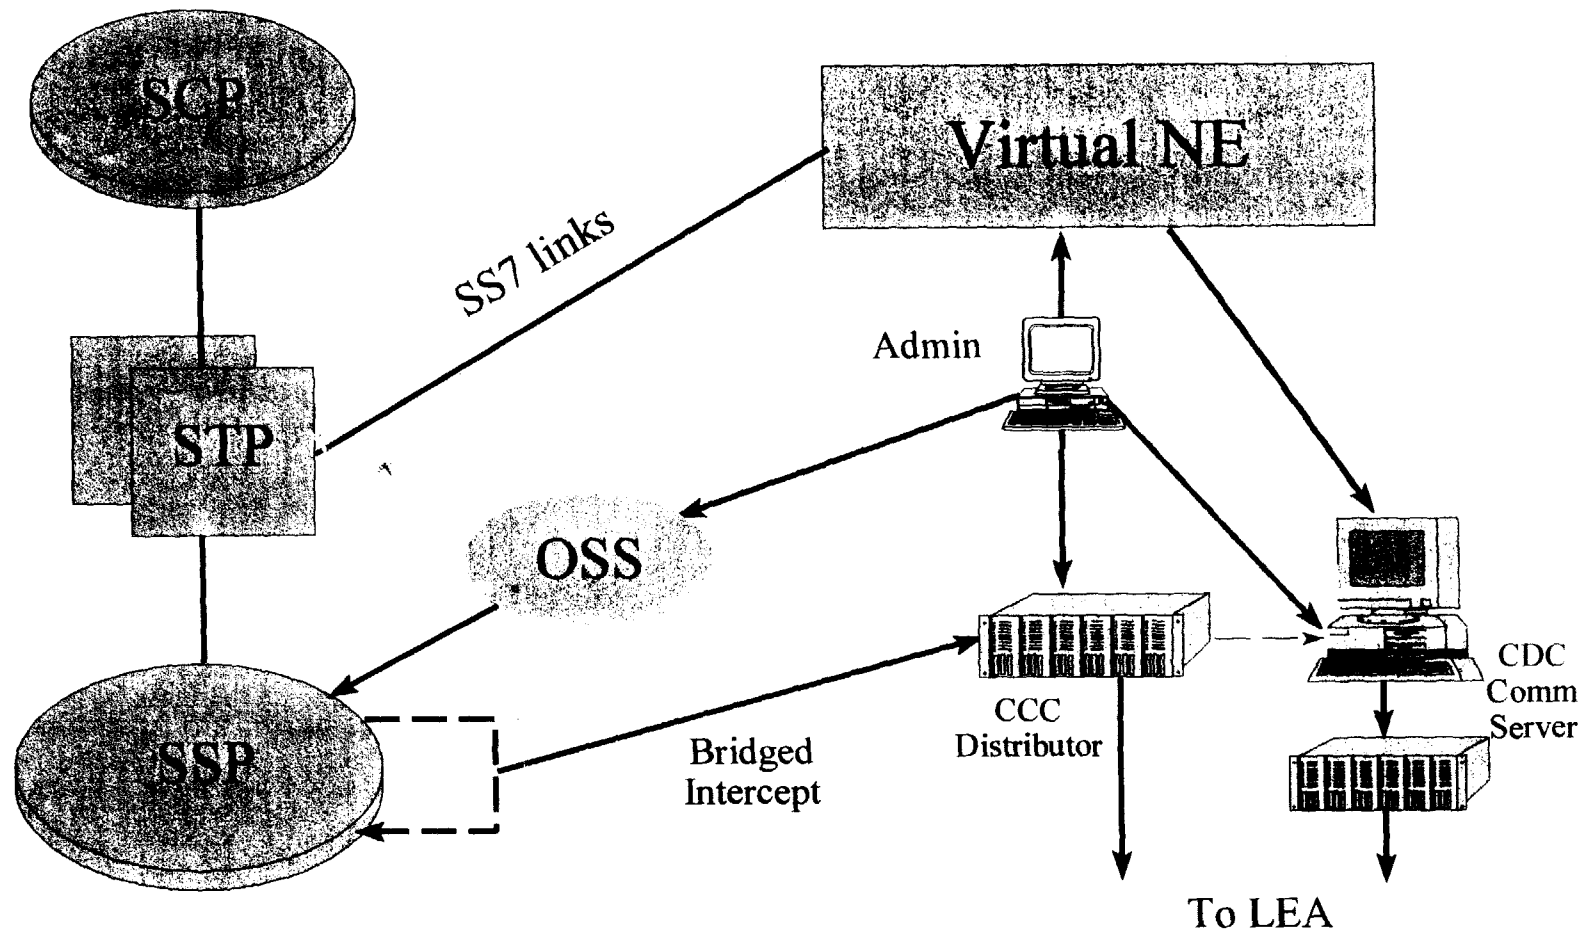 SCP
Virtual NE
SS7 links
Admin
STP
OSS
SSP
Bridged
Intercept
CCC
Distributor
CDC
Comm
Server
To LEA